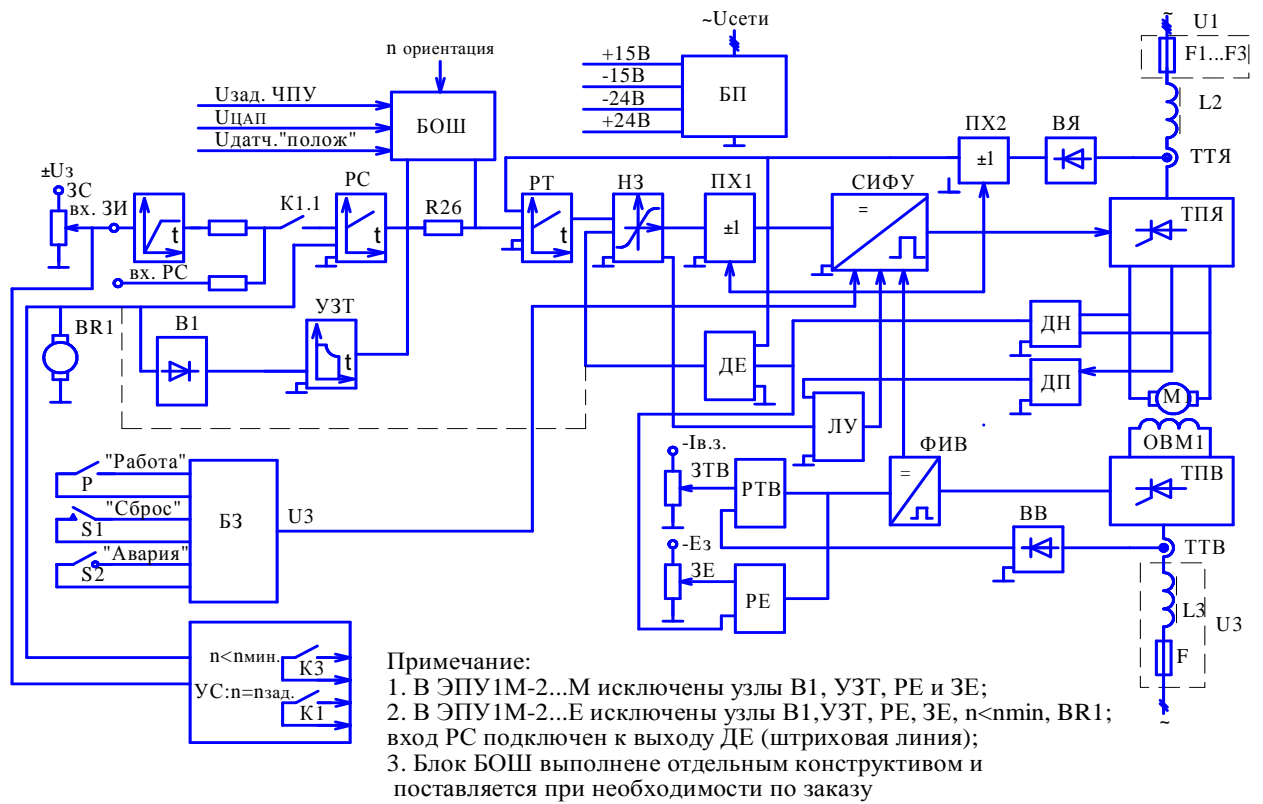 ~Uсети
~
U1
n ориентация
F1...F3
+15В
-15В
-24В
+24В
БП
L2
Uзад. ЧПУ
UЦАП
Uдатч."полож"
БОШ
ПХ2
ВЯ
ТТЯ
±1
±Uз
ЗС
вх. ЗИ
t
К1.1
РС
t
R26
РТ
t
НЗ
ПХ1
±1
СИФУ
=
ТПЯ
вх. РС
BR1
В1
УЗТ
t
ДЕ
ДН
ДП
М1
ЛУ
ОВМ1
-Iв.з.
ЗТВ
РТВ
ФИВ
=
ТПВ
"Работа"
Р
"Сброс"
S1
"Авария"
S2
БЗ
U3
ВВ
ТТВ
-Ез
ЗЕ
РЕ
L3
U3
F
~
n<nмин.
К3
УС:n=nзад.
К1
Примечание:
1. В ЭПУ1М-2...М исключены узлы В1, УЗТ, РЕ и ЗЕ;
2. В ЭПУ1М-2...Е исключены узлы В1,УЗТ, РЕ, ЗЕ, n<nmin, BR1;
вход РС подключен к выходу ДЕ (штриховая линия);
3. Блок БОШ выполнене отдельным конструктивом и
поставляется при необходимости по заказу